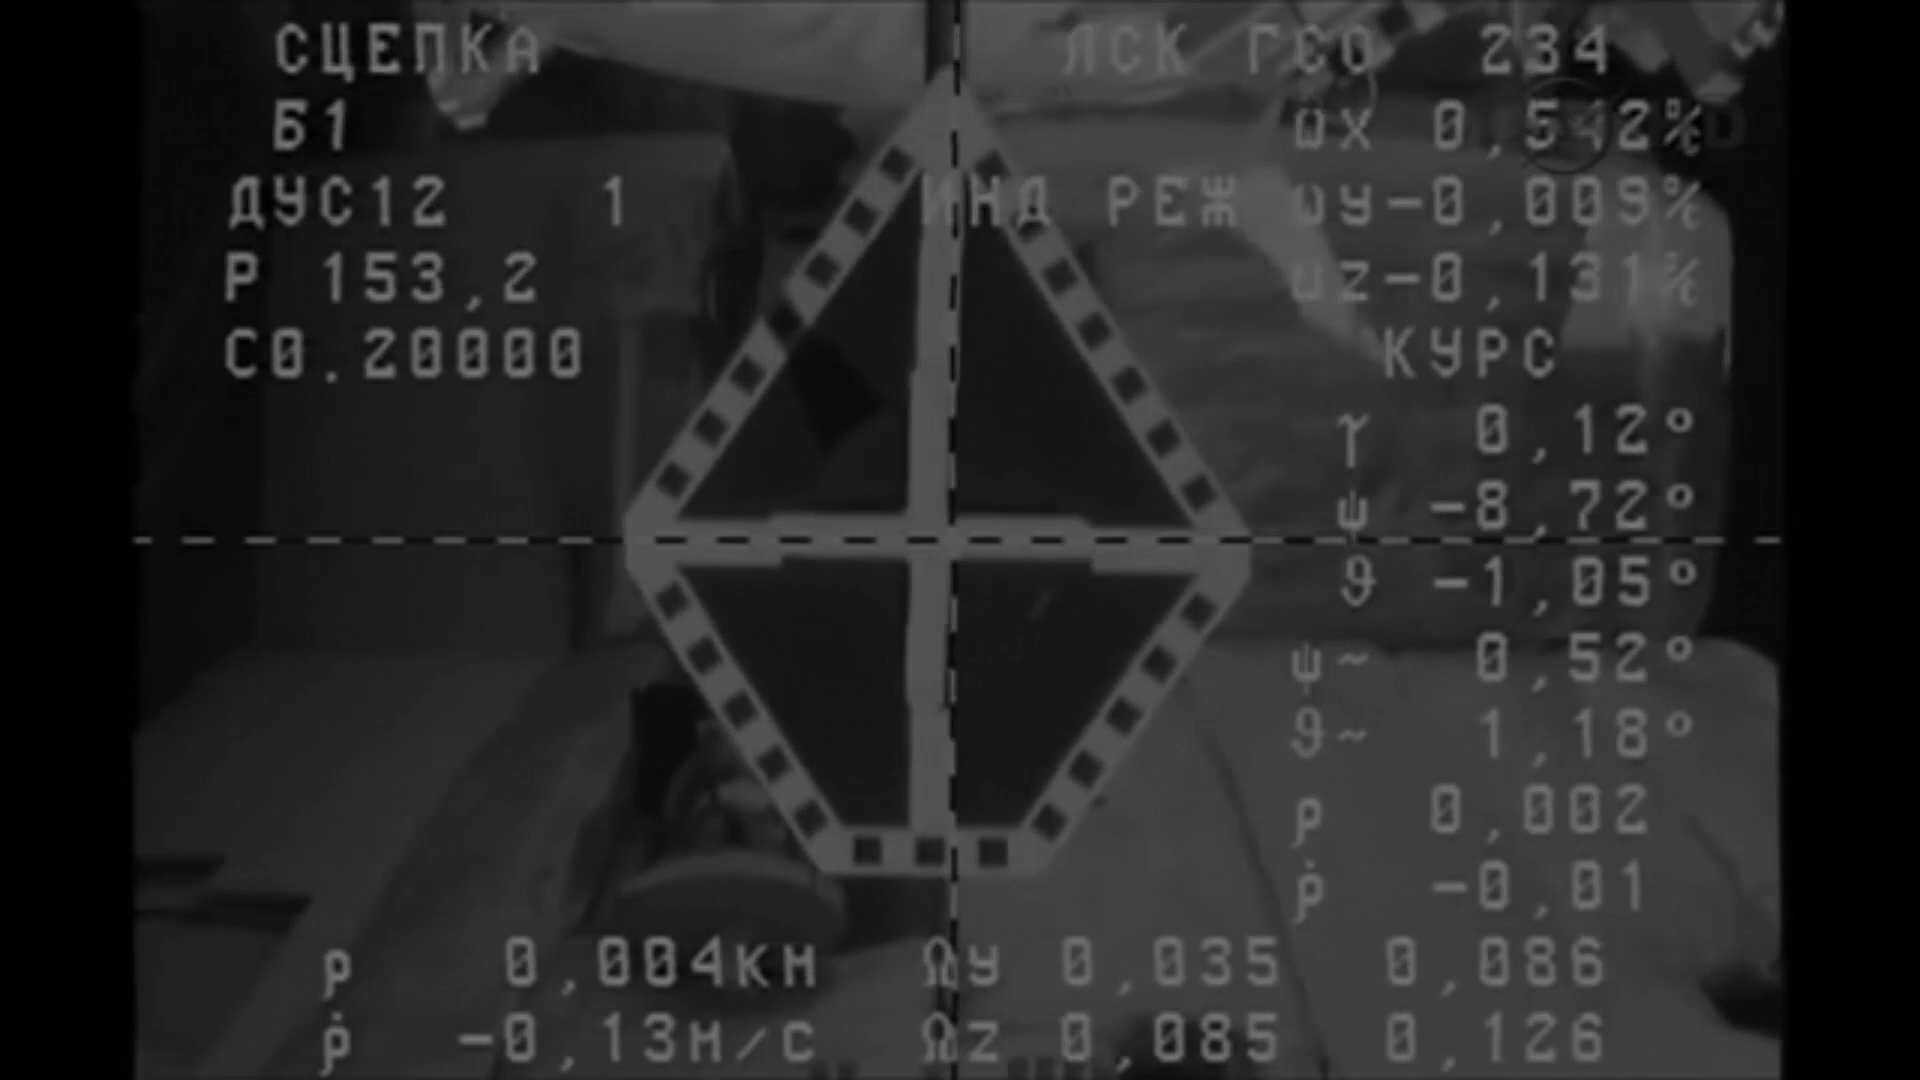 СЦЕПКА ЛСК ГСО 234
Б1 ωX 0,542%
ДУС12 1 ИНД РЕЖ ωУ-0,009%
Р 153,2 ωZ-0,131%
С0.20000 КУРС
γ 0,12°
ψ -8,72°
ϑ -1,05°
ψ~ 0,52°
ϑ~ 1,18°
ρ 0,002
ρ̇ -0,01
ρ 0,004КМ ΩУ 0,035 0,086
ρ̇ -0,13М/С ΩZ 0,085 0,126